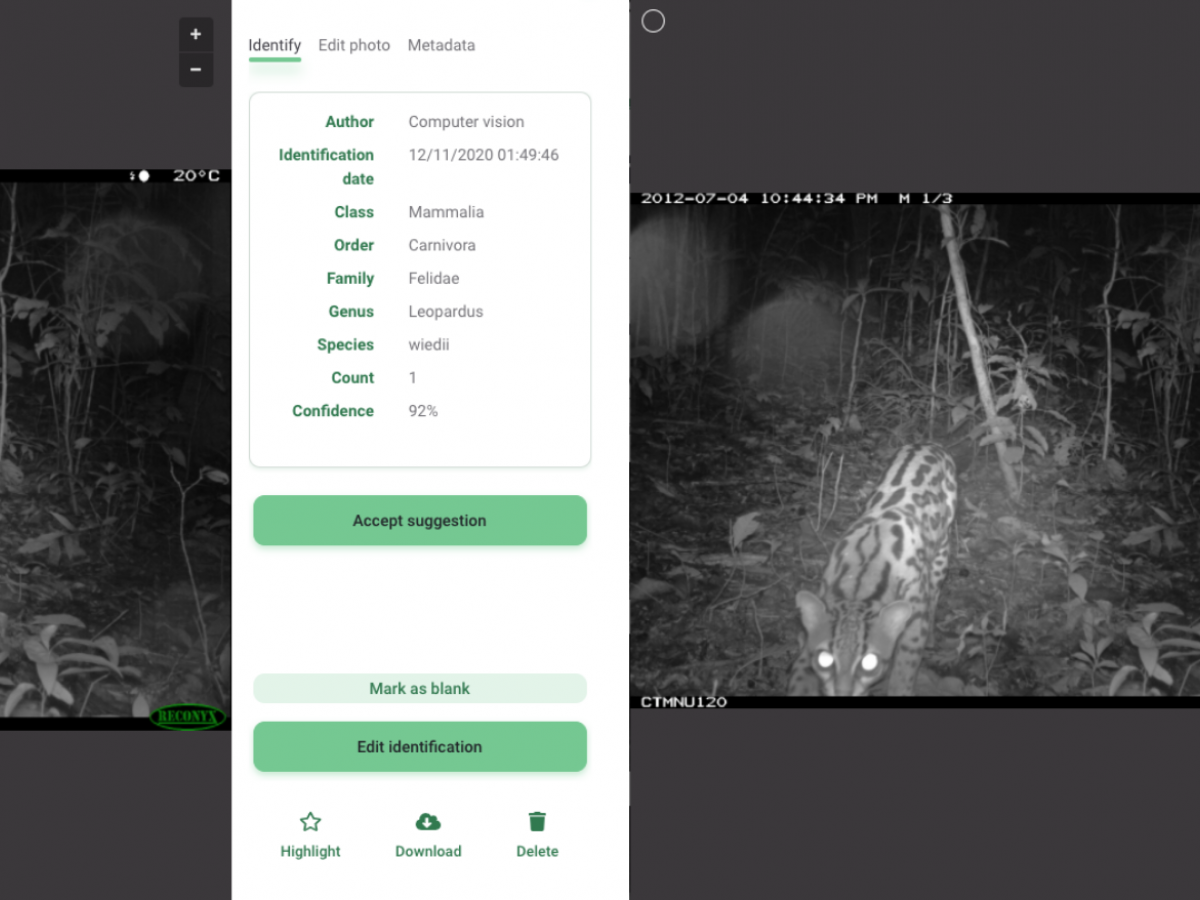 +
−
20°C
RECONYX
Identify Edit photo Metadata
Author Computer vision
Identification date 12/11/2020 01:49:46
Class Mammalia
Order Carnivora
Family Felidae
Genus Leopardus
Species wiedii
Count 1
Confidence 92%
Accept suggestion
Mark as blank
Edit identification
Highlight Download Delete
2012-07-04 10:44:34 PM M 1/3
CTMNU120